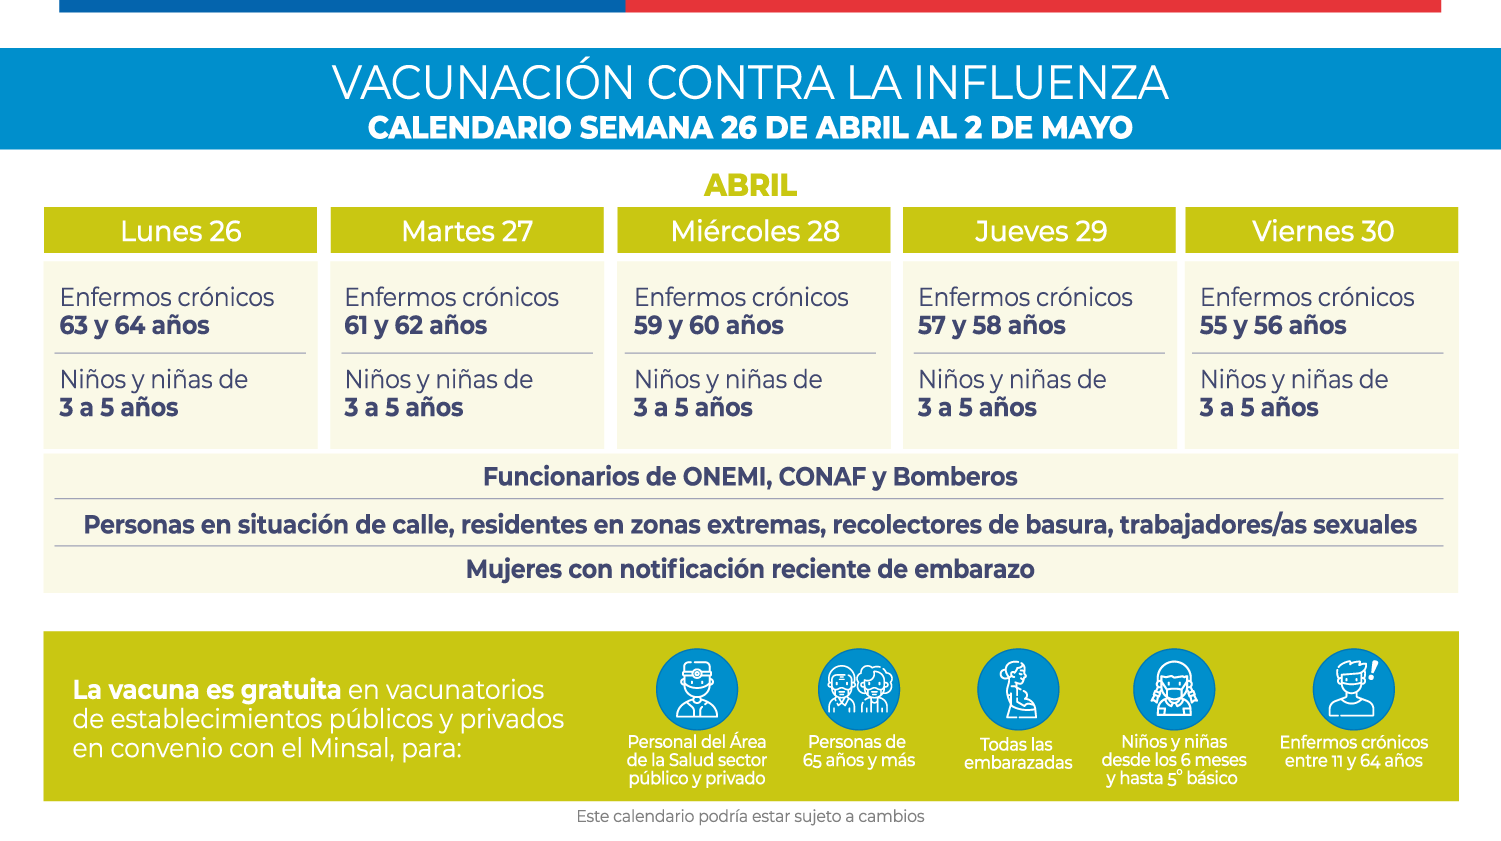 VACUNACIÓN CONTRA LA INFLUENZA
CALENDARIO SEMANA 26 DE ABRIL AL 2 DE MAYO
ABRIL
Lunes 26
Enfermos crónicos
63 y 64 años
Niños y niñas de
3 a 5 años
Martes 27
Enfermos crónicos
61 y 62 años
Niños y niñas de
3 a 5 años
Miércoles 28
Enfermos crónicos
59 y 60 años
Niños y niñas de
3 a 5 años
Jueves 29
Enfermos crónicos
57 y 58 años
Niños y niñas de
3 a 5 años
Viernes 30
Enfermos crónicos
55 y 56 años
Niños y niñas de
3 a 5 años
Funcionarios de ONEMI, CONAF y Bomberos
Personas en situación de calle, residentes en zonas extremas, recolectores de basura, trabajadores/as sexuales
Mujeres con notificación reciente de embarazo
La vacuna es gratuita en vacunatorios
de establecimientos públicos y privados
en convenio con el Minsal, para:
Personal del Área
de la Salud sector
público y privado
Personas de
65 años y más
Todas las
embarazadas
Niños y niñas
desde los 6 meses
y hasta 5° básico
Enfermos crónicos
entre 11 y 64 años
Este calendario podría estar sujeto a cambios